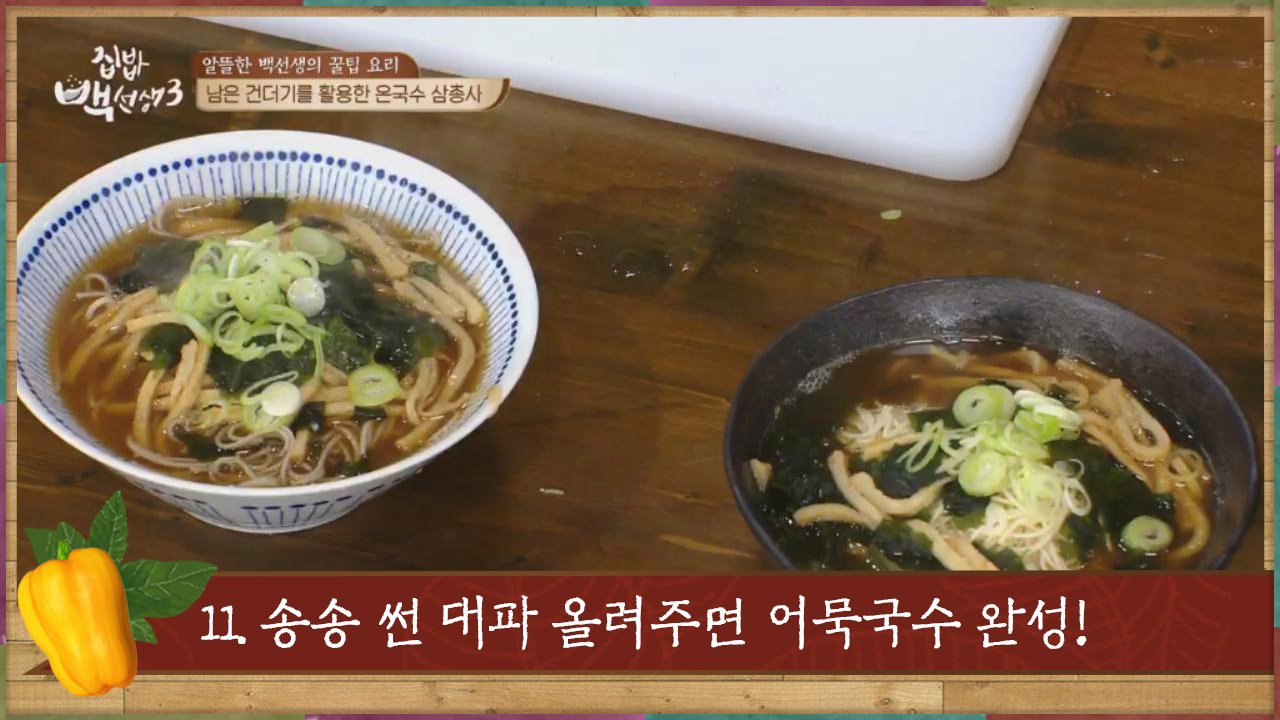 집밥
백선생3
알뜰한 백선생의 꿀팁 요리
남은 건더기를 활용한 온국수 삼총사
11. 송송 썬 대파 올려주면 어묵국수 완성!